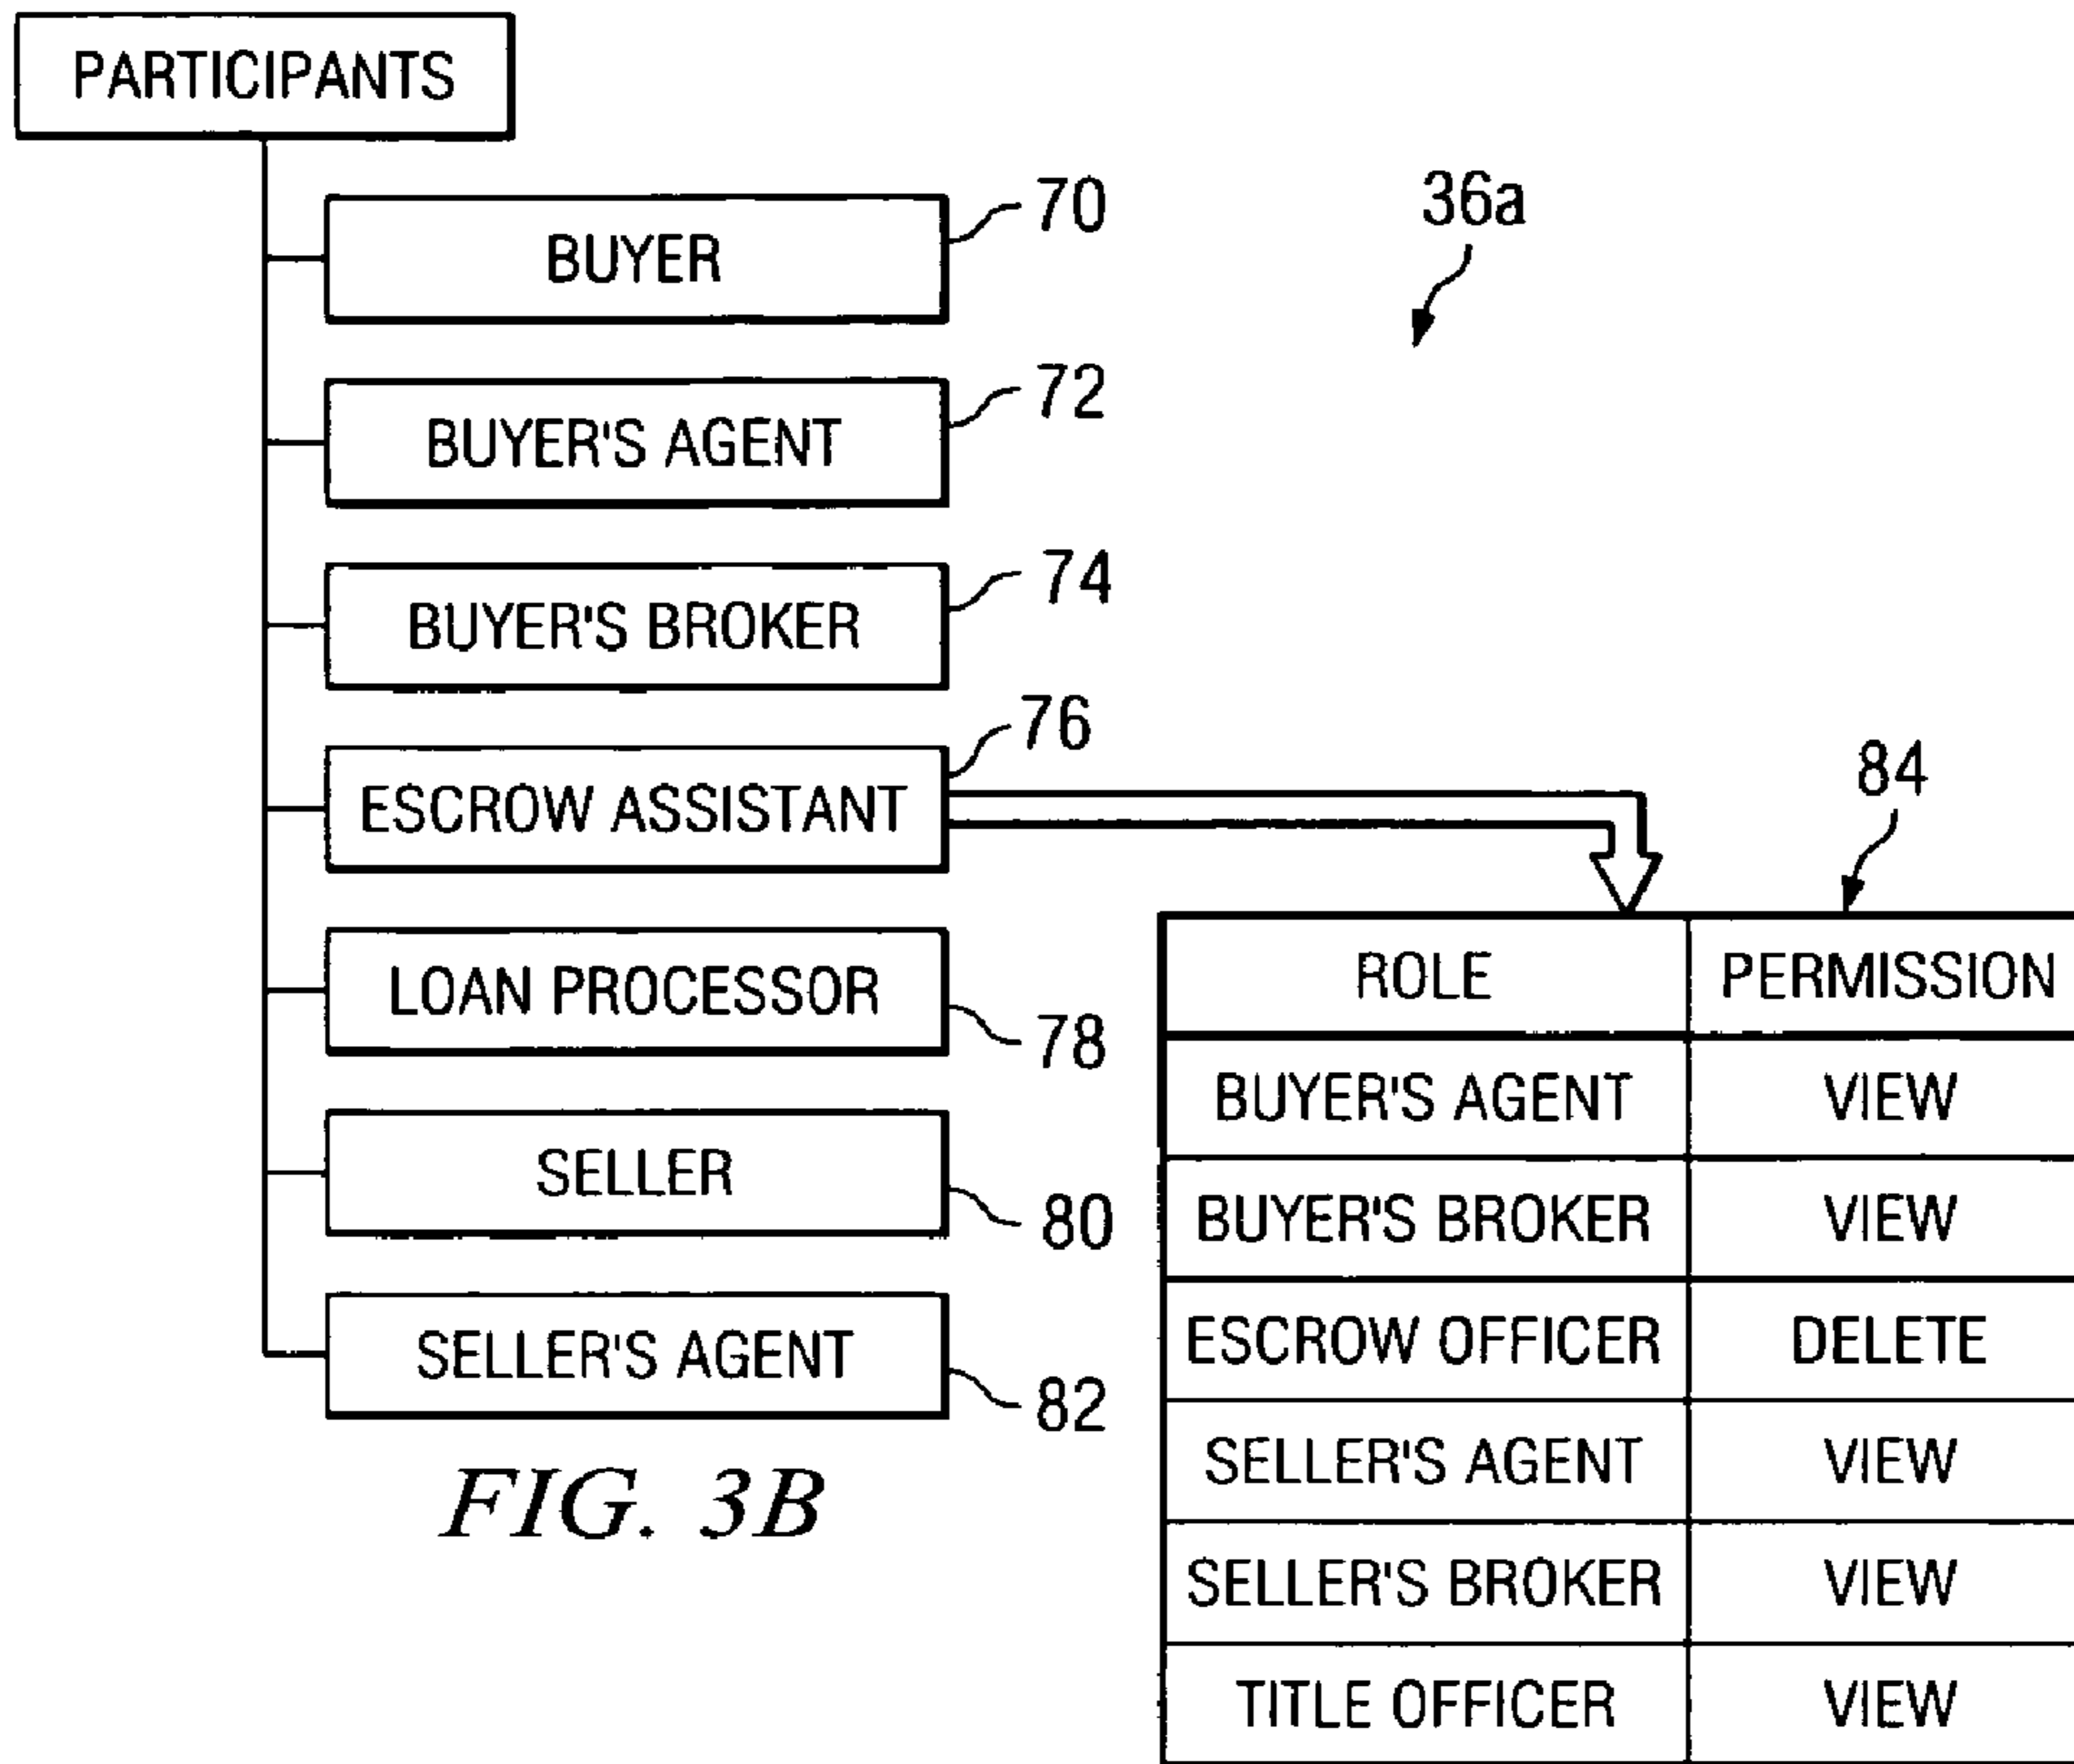 PARTICIPANTS
BUYER
70
36a
BUYER'S AGENT
72
BUYER'S BROKER
74
ESCROW ASSISTANT
76
84
LOAN PROCESSOR
78
SELLER
80
SELLER'S AGENT
82
FIG. 3B
ROLE PERMISSION
BUYER'S AGENT VIEW
BUYER'S BROKER VIEW
ESCROW OFFICER DELETE
SELLER'S AGENT VIEW
SELLER'S BROKER VIEW
TITLE OFFICER VIEW